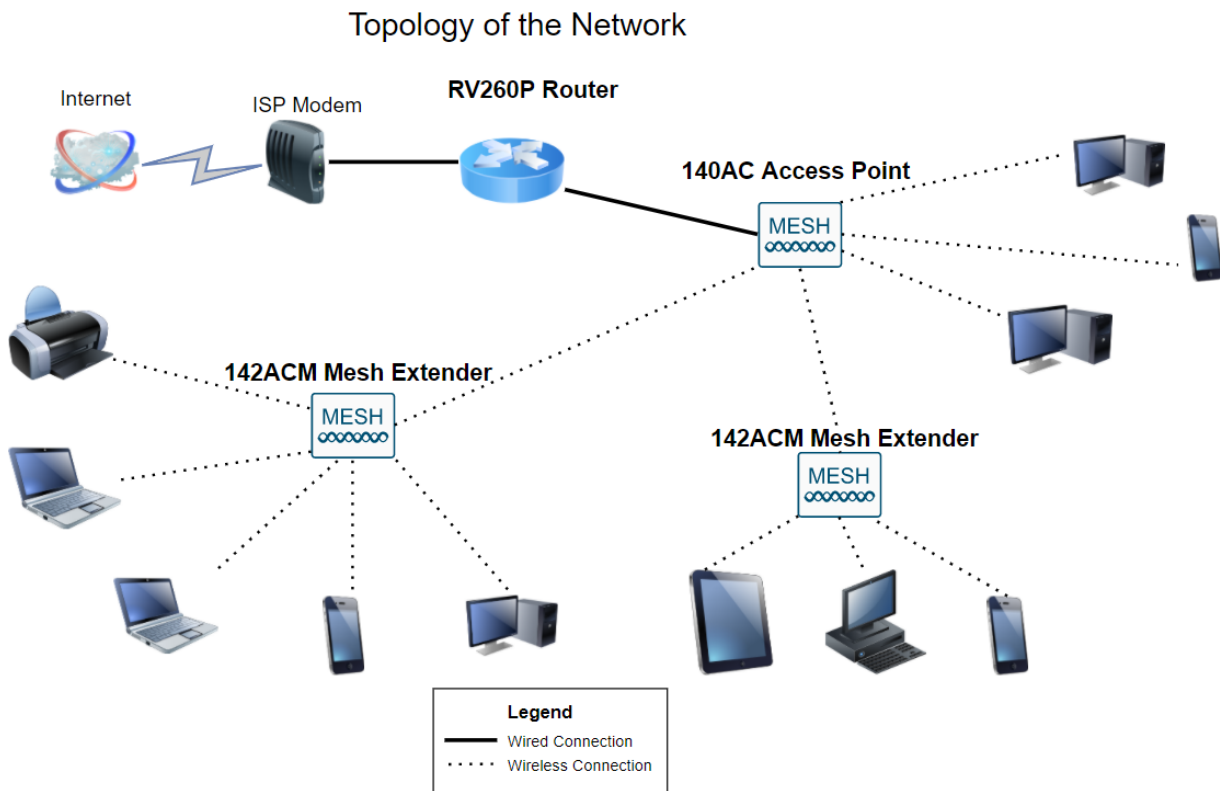 Topology of the Network
Internet
ISP Modem
RV260P Router
140AC Access Point
MESH
142ACM Mesh Extender
MESH
142ACM Mesh Extender
MESH
Legend
Wired Connection
Wireless Connection